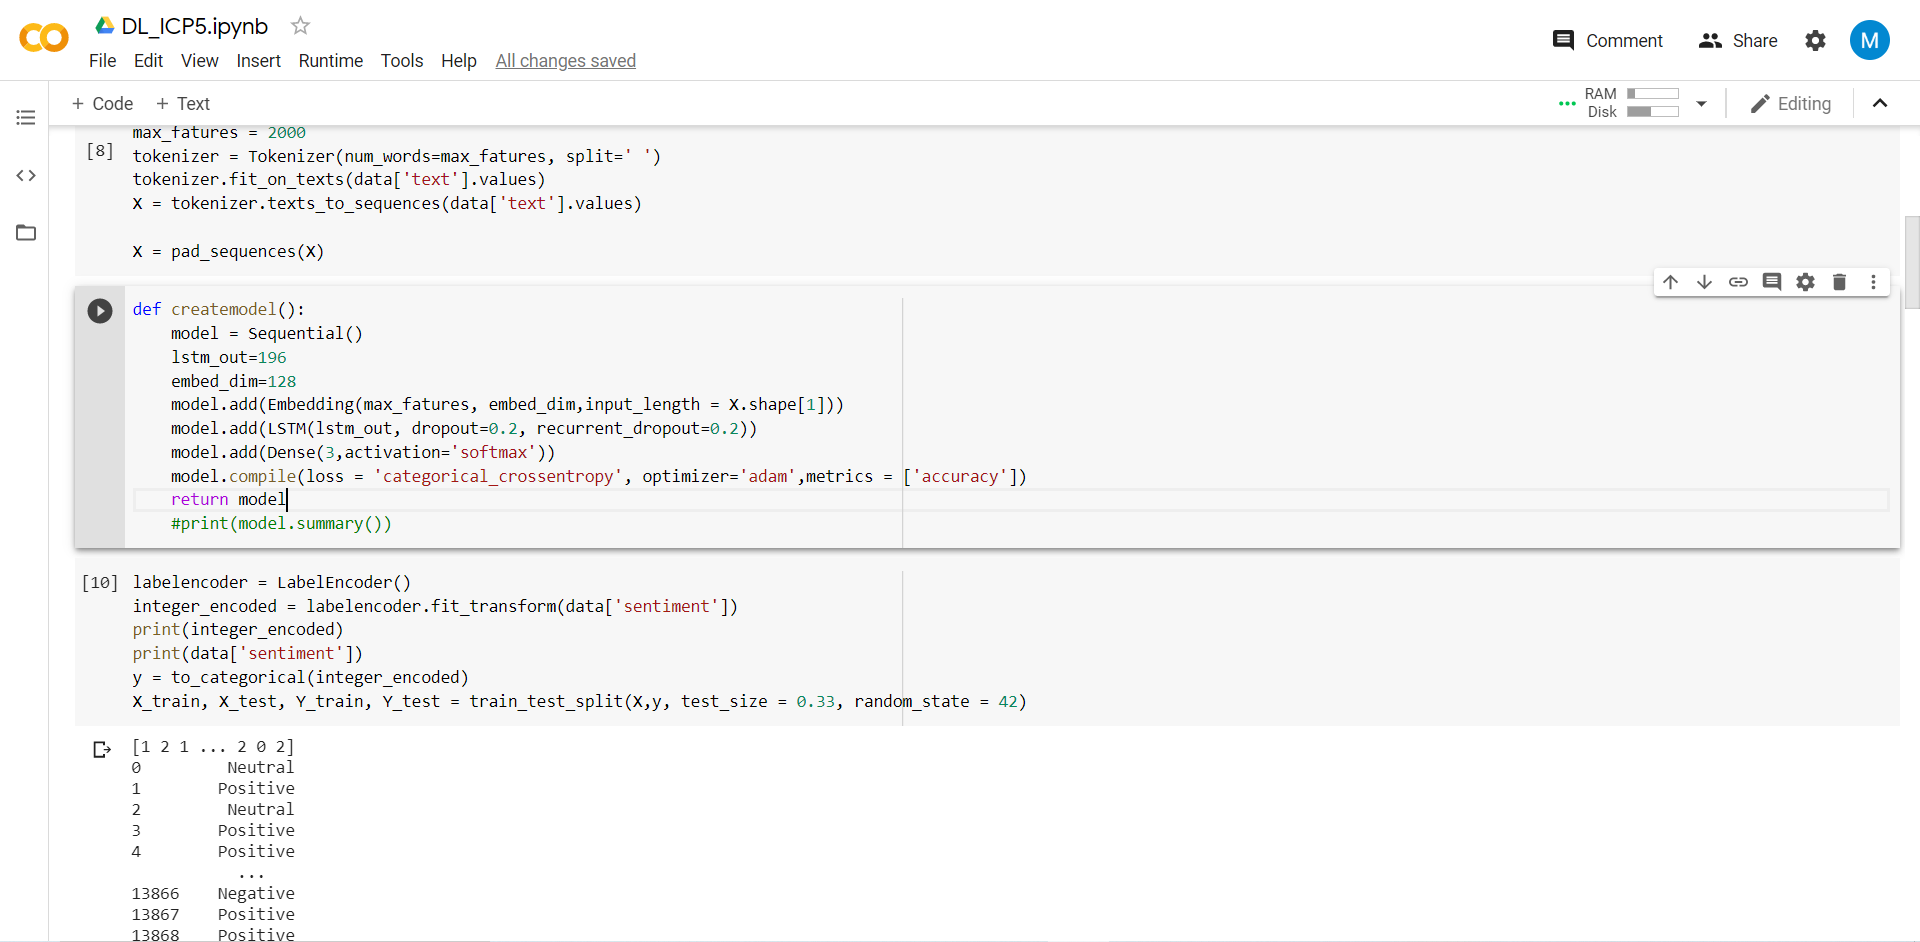 DL_ICP5.ipynb
File Edit View Insert Runtime Tools Help All changes saved
Comment Share M
+ Code + Text
RAM
Disk
Editing
max_fatures = 2000
[8]
tokenizer = Tokenizer(num_words=max_fatures, split=' ')
tokenizer.fit_on_texts(data['text'].values)
X = tokenizer.texts_to_sequences(data['text'].values)
X = pad_sequences(X)
def createmodel():
model = Sequential()
lstm_out=196
embed_dim=128
model.add(Embedding(max_fatures, embed_dim,input_length = X.shape[1]))
model.add(LSTM(lstm_out, dropout=0.2, recurrent_dropout=0.2))
model.add(Dense(3,activation='softmax'))
model.compile(loss = 'categorical_crossentropy', optimizer='adam',metrics = ['accuracy'])
return model
#print(model.summary())
[10] labelencoder = LabelEncoder()
integer_encoded = labelencoder.fit_transform(data['sentiment'])
print(integer_encoded)
print(data['sentiment'])
y = to_categorical(integer_encoded)
X_train, X_test, Y_train, Y_test = train_test_split(X,y, test_size = 0.33, random_state = 42)
[1 2 1 ... 2 0 2]
0 Neutral
1 Positive
2 Neutral
3 Positive
4 Positive
...
13866 Negative
13867 Positive
13868 Positive